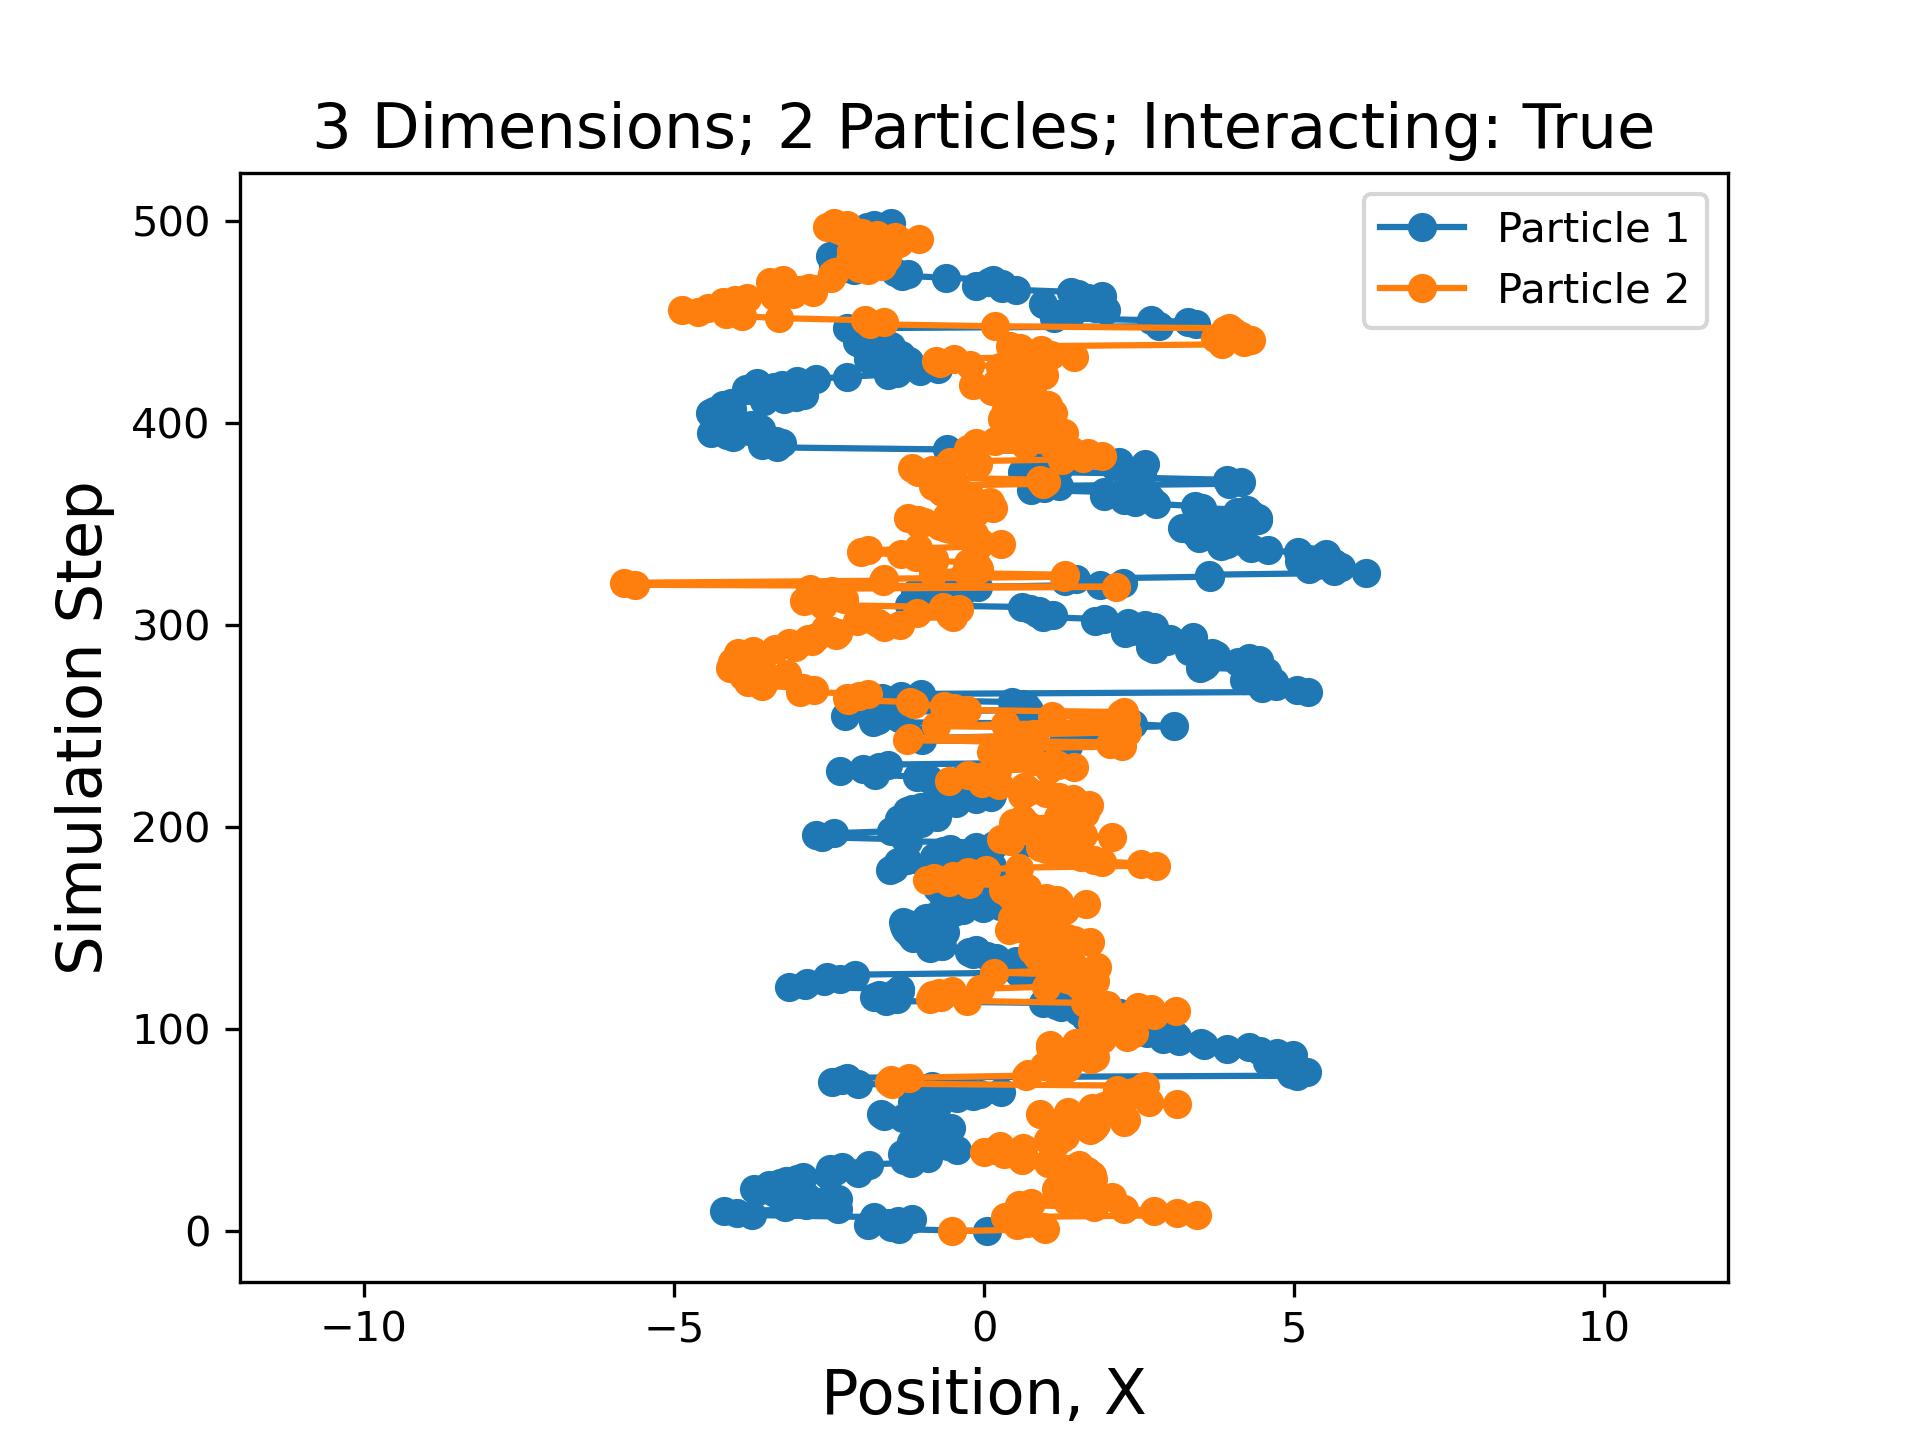 3 Dimensions; 2 Particles; Interacting: True
Particle 1
Particle 2
Simulation Step
500
400
300
200
100
0
−10
−5
0
5
10
Position, X